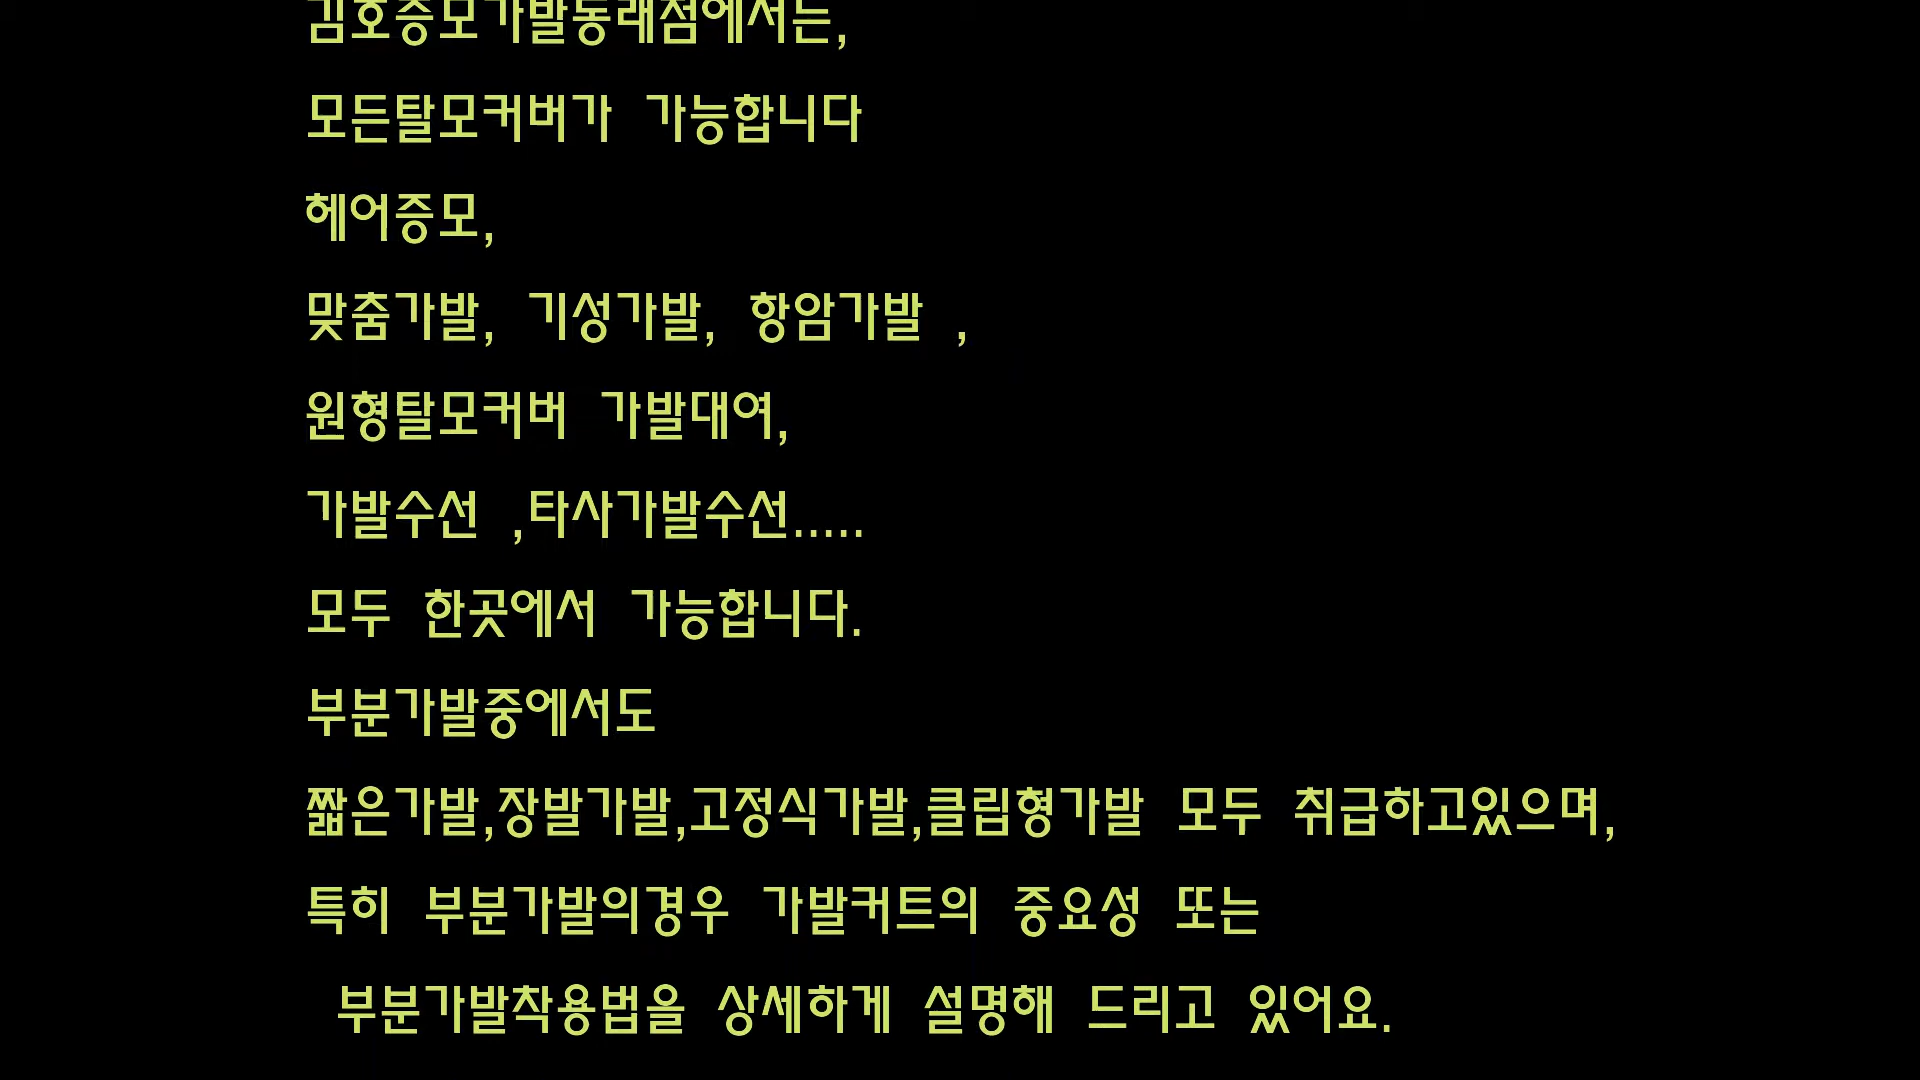 김호증모가발동래점에서는,
모든탈모커버가 가능합니다
헤어증모,
맞춤가발, 기성가발, 항암가발 ,
원형탈모커버 가발대여,
가발수선 ,타사가발수선.....
모두 한곳에서 가능합니다.
부분가발중에서도
짧은가발,장발가발,고정식가발,클립형가발 모두 취급하고있으며,
특히 부분가발의경우 가발커트의 중요성 또는
부분가발착용법을 상세하게 설명해 드리고 있어요.